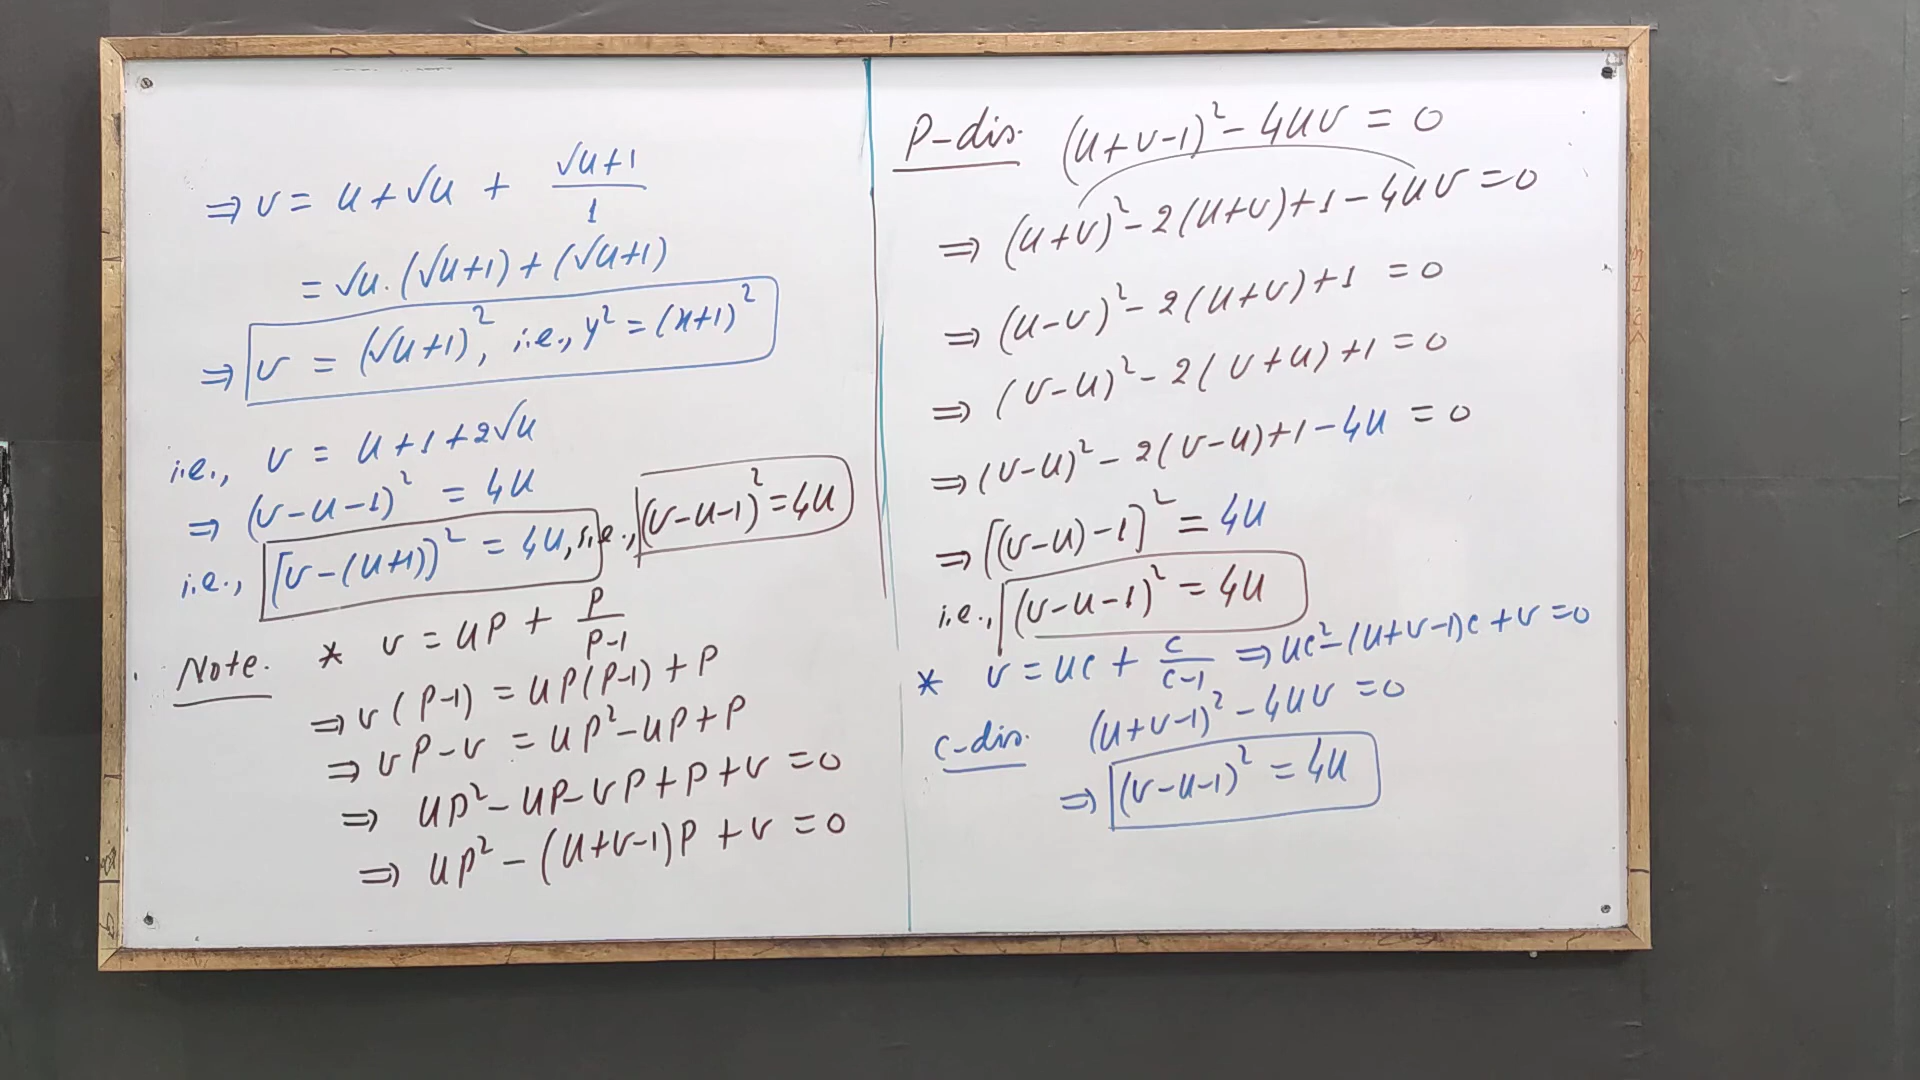 ⇒ v = u + √u + (√u+1)/1
= √u . (√u+1) + (√u+1)
⇒ v = (√u+1)², i.e., y² = (x+1)²
i.e., v = u + 1 + 2√u
⇒ (v-u-1)² = 4u
i.e., [v-(u+1)]² = 4u, i.e., (v-u-1)² = 4u
Note. * v = up + p/(p-1)
⇒ v(p-1) = up(p-1) + p
⇒ vp - v = up² - up + p
⇒ up² - up - vp + p + v = 0
⇒ up² - (u+v-1)p + v = 0
p-dis. (u+v-1)² - 4uv = 0
⇒ (u+v)² - 2(u+v) + 1 - 4uv = 0
⇒ (u-v)² - 2(u+v) + 1 = 0
⇒ (v-u)² - 2(v+u) + 1 = 0
⇒ (v-u)² - 2(v-u) + 1 - 4u = 0
⇒ [(v-u)-1]² = 4u
i.e., (v-u-1)² = 4u
* v = uc + c/(c-1) ⇒ uc² - (u+v-1)c + v = 0
c-dis. (u+v-1)² - 4uv = 0
⇒ (v-u-1)² = 4u